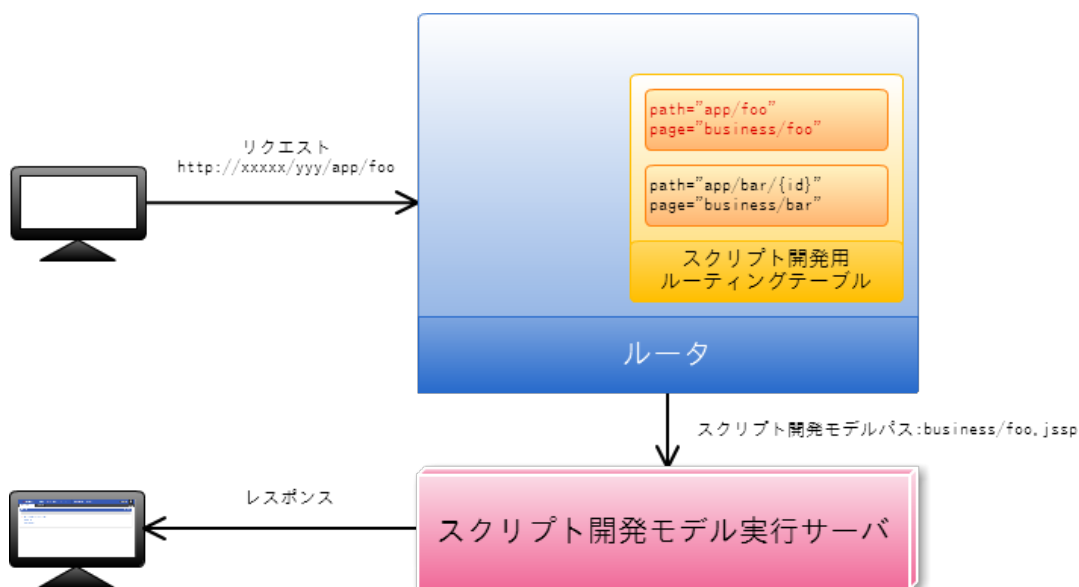 リクエスト
http://xxxxx/yyy/app/foo
path="app/foo"
page="business/foo"
path="app/bar/{id}"
page="business/bar"
スクリプト開発用
ルーティングテーブル
ルータ
スクリプト開発モデルパス:business/foo.jssp
レスポンス
スクリプト開発モデル実行サーバ